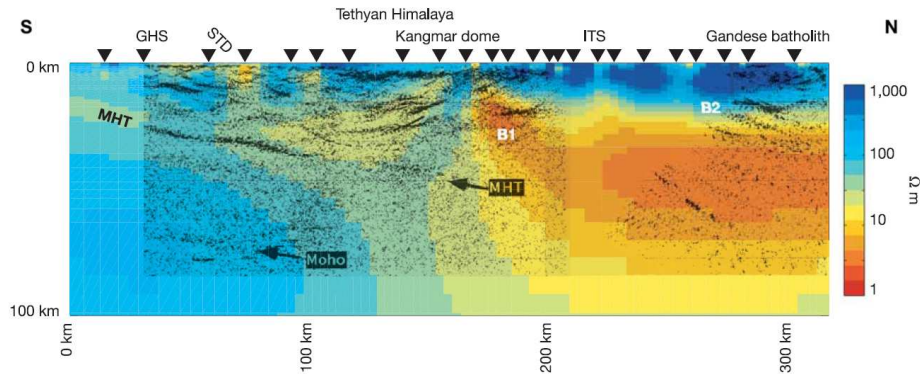 S
Tethyan Himalaya
N
GHS
STD
Kangmar dome
ITS
Gandese batholith
0 km
MHT
B1
B2
MHT
Moho
100 km
1,000
100
10
1
Ω m
0 km
100 km
200 km
300 km